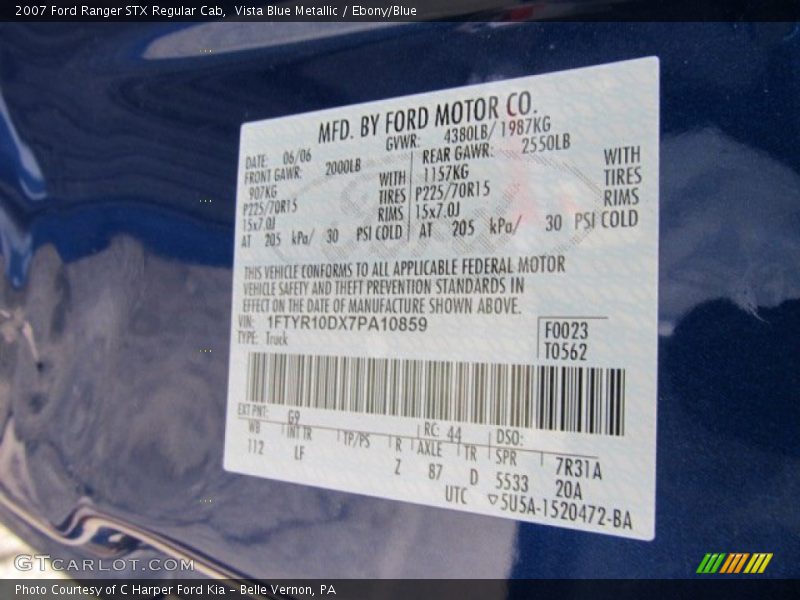 2007 Ford Ranger STX Regular Cab, Vista Blue Metallic / Ebony/Blue
MFD. BY FORD MOTOR CO.
DATE: 06/06 GVWR: 4380LB/ 1987KG
FRONT GAWR: 2000LB REAR GAWR: 2550LB
907KG WITH 1157KG WITH
P225/70R15 TIRES P225/70R15 TIRES
15x7.0J RIMS 15x7.0J RIMS
AT 205 kPa/ 30 PSI COLD AT 205 kPa/ 30 PSI COLD
THIS VEHICLE CONFORMS TO ALL APPLICABLE FEDERAL MOTOR
VEHICLE SAFETY AND THEFT PREVENTION STANDARDS IN
EFFECT ON THE DATE OF MANUFACTURE SHOWN ABOVE.
VIN: 1FTYR10DX7PA10859 F0023
TYPE: Truck T0562
EXT PNT: G9 RC: 44 DSO:
WB INT TR TP/PS R AXLE TR SPR 7R31A
112 LF Z 87 D 5533 20A
UTC ▽5U5A-1520472-BA
GTCARLOT.COM
Photo Courtesy of C Harper Ford Kia – Belle Vernon, PA